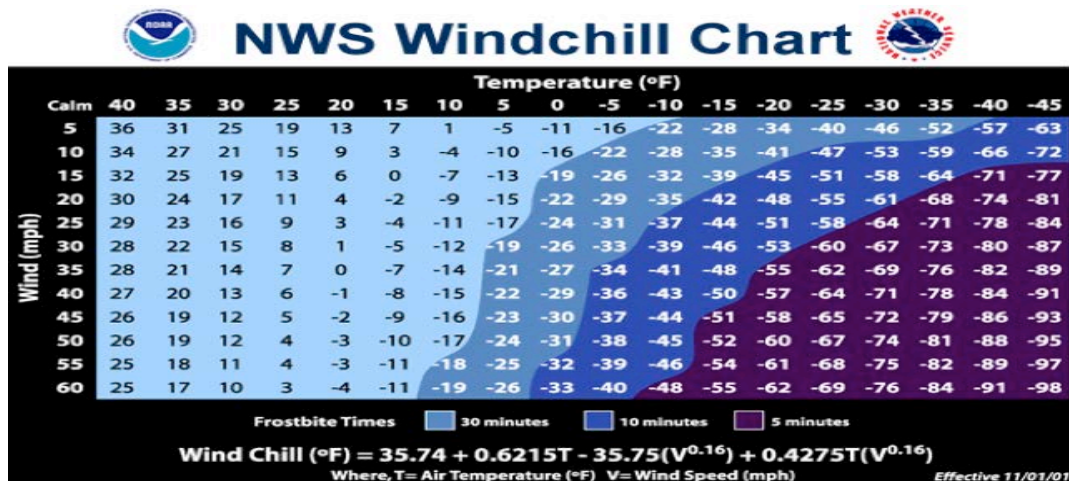 NWS Windchill Chart
NOAA
Temperature (ºF)
Calm 40 35 30 25 20 15 10 5 0 -5 -10 -15 -20 -25 -30 -35 -40 -45
5 36 31 25 19 13 7 1 -5 -11 -16 -22 -28 -34 -40 -46 -52 -57 -63
10 34 27 21 15 9 3 -4 -10 -16 -22 -28 -35 -41 -47 -53 -59 -66 -72
15 32 25 19 13 6 0 -7 -13 -19 -26 -32 -39 -45 -51 -58 -64 -71 -77
20 30 24 17 11 4 -2 -9 -15 -22 -29 -35 -42 -48 -55 -61 -68 -74 -81
25 29 23 16 9 3 -4 -11 -17 -24 -31 -37 -44 -51 -58 -64 -71 -78 -84
30 28 22 15 8 1 -5 -12 -19 -26 -33 -39 -46 -53 -60 -67 -73 -80 -87
35 28 21 14 7 0 -7 -14 -21 -27 -34 -41 -48 -55 -62 -69 -76 -82 -89
40 27 20 13 6 -1 -8 -15 -22 -29 -36 -43 -50 -57 -64 -71 -78 -84 -91
45 26 19 12 5 -2 -9 -16 -23 -30 -37 -44 -51 -58 -65 -72 -79 -86 -93
50 26 19 12 4 -3 -10 -17 -24 -31 -38 -45 -52 -60 -67 -74 -81 -88 -95
55 25 18 11 4 -3 -11 -18 -25 -32 -39 -46 -54 -61 -68 -75 -82 -89 -97
60 25 17 10 3 -4 -11 -19 -26 -33 -40 -48 -55 -62 -69 -76 -84 -91 -98
Wind (mph)
Frostbite Times 30 minutes 10 minutes 5 minutes
Wind Chill (ºF) = 35.74 + 0.6215T - 35.75(V0.16) + 0.4275T(V0.16)
Where, T= Air Temperature (ºF) V= Wind Speed (mph)
Effective 11/01/01